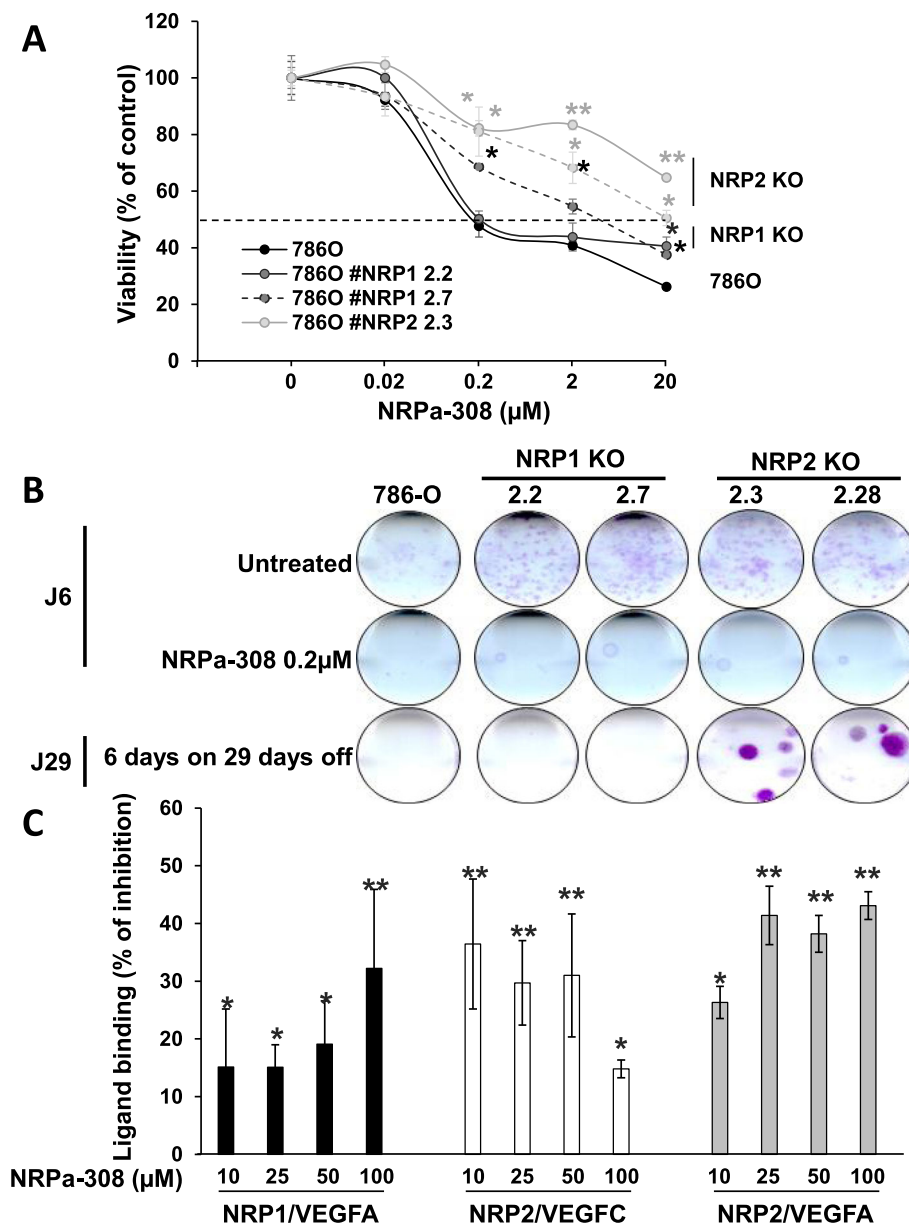 A
120
100
80
60
40
20
0
Viability (% of control)
* * ** **
* * * *
*
*
*
NRP2 KO
NRP1 KO
786O
786O
786O #NRP1 2.2
786O #NRP1 2.7
786O #NRP2 2.3
0 0.02 0.2 2 20
NRPa-308 (µM)
B
NRP1 KO NRP2 KO
786-O 2.2 2.7 2.3 2.28
J6
Untreated
NRPa-308 0.2µM
J29
6 days on 29 days off
C
60
50
40
30
20
10
0
Ligand binding (% of inhibition)
* * * ** ** ** ** * * ** ** **
NRPa-308 (µM) 10 25 50 100 10 25 50 100 10 25 50 100
NRP1/VEGFA NRP2/VEGFC NRP2/VEGFA